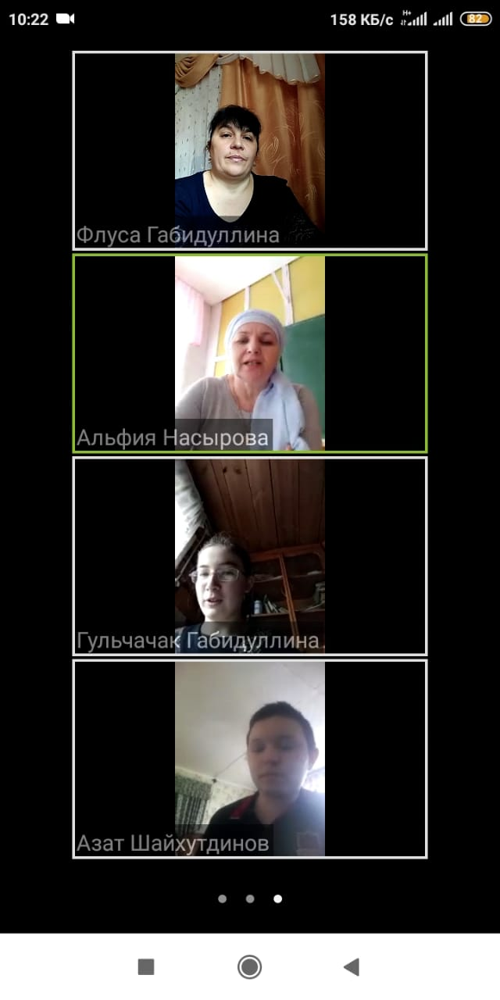 10:22
158 КБ/с H+ 82
Флуса Габидуллина
Альфия Насырова
Гульчачак Габидуллина
Азат Шайхутдинов